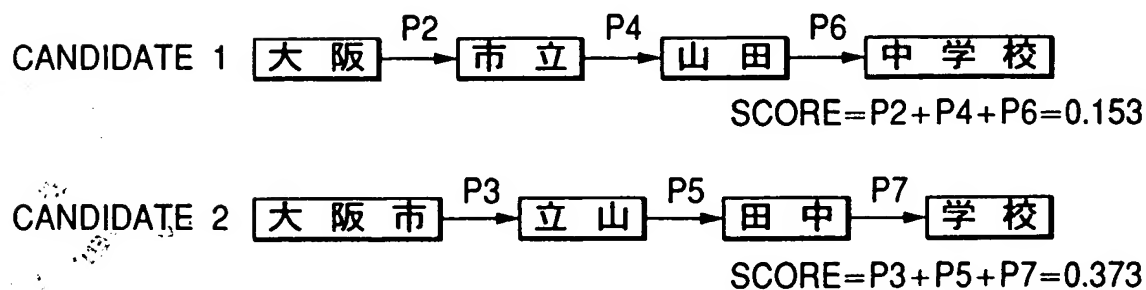 P2 P4 P6
CANDIDATE 1 大阪 市立 山田 中学校
SCORE=P2+P4+P6=0.153
P3 P5 P7
CANDIDATE 2 大阪市 立山 田中 学校
SCORE=P3+P5+P7=0.373